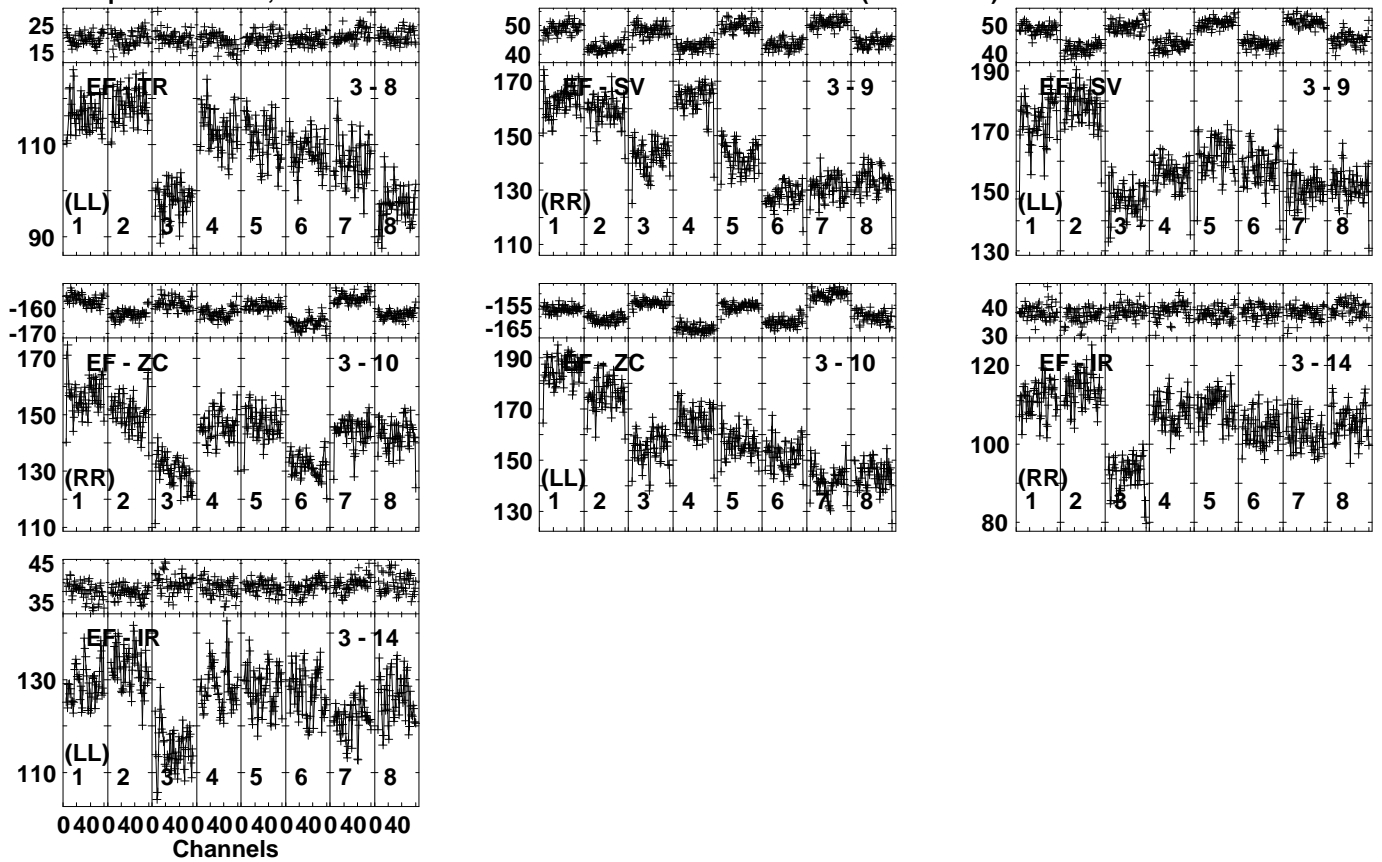 25
15
EF - TR 3 - 8
110
90
(LL)
1 2 3 4 5 6 7 8
50
40
170
EF - SV 3 - 9
150
130
110
(RR)
1 2 3 4 5 6 7 8
50
40
190
EF - SV 3 - 9
170
150
130
(LL)
1 2 3 4 5 6 7 8
-160
-170
170
EF - ZC 3 - 10
150
130
110
(RR)
1 2 3 4 5 6 7 8
-155
-165
190
EF - ZC 3 - 10
170
150
130
(LL)
1 2 3 4 5 6 7 8
40
30
120
EF - IR 3 - 14
100
80
(RR)
1 2 3 4 5 6 7 8
45
35
EF - IR 3 - 14
130
110
(LL)
1 2 3 4 5 6 7 8
0 40 0 40 0 40 0 40 0 40 0 40 0 40 0 40
Channels